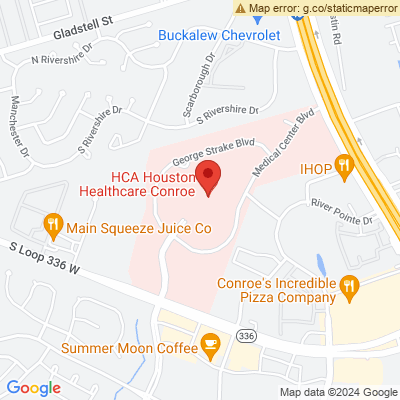 Map error: g.co/staticmaperror
Gladstell St
Buckalew Chevrolet
N Rivershire Dr
Scarborough Dr
Manchester Dr
S Rivershire Dr
S Rivershire Dr
Medical Center Blvd
George Strake Blvd
HCA Houston
Healthcare Conroe
IHOP
River Pointe Dr
Main Squeeze Juice Co
S Loop 336 W
Conroe's Incredible
Pizza Company
336
Summer Moon Coffee
Google
Map data ©2024 Google